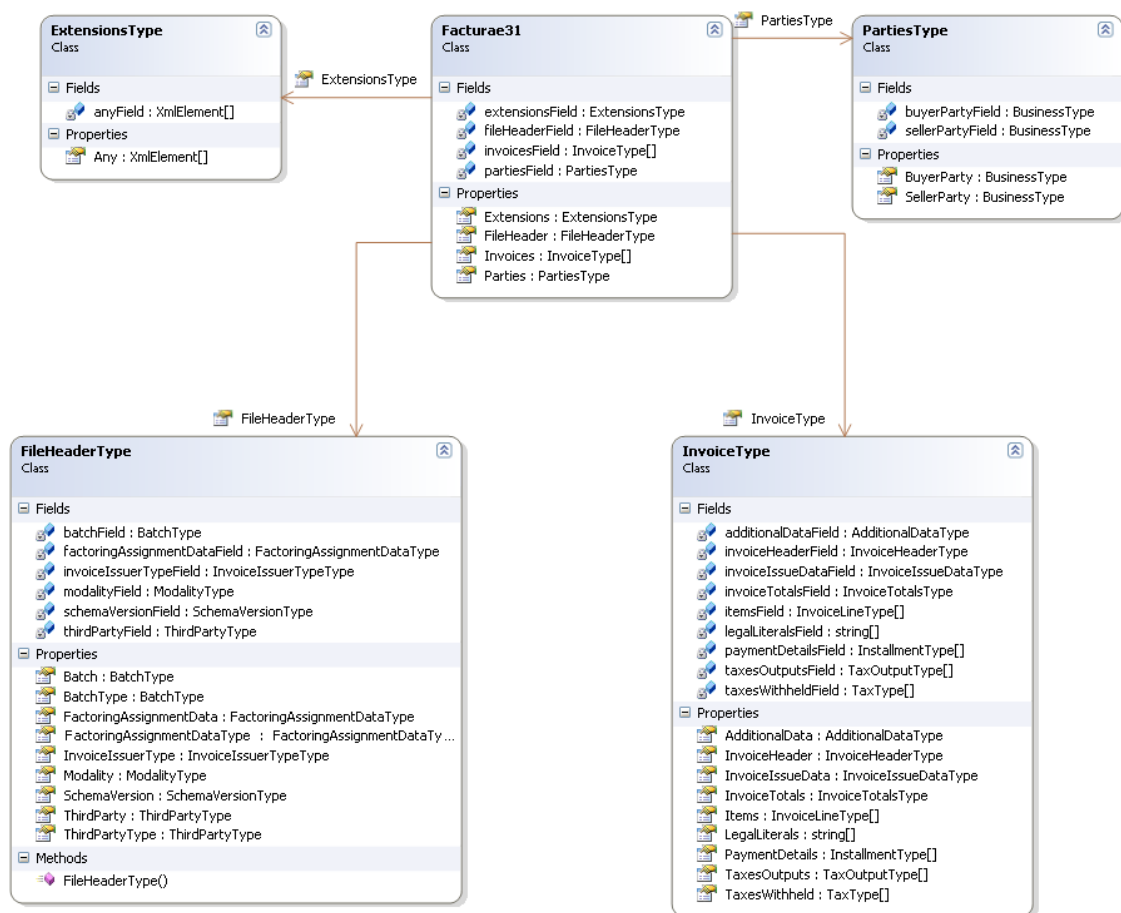 ExtensionsType
Class
Fields
anyField : XmlElement[]
Properties
Any : XmlElement[]
ExtensionsType
Facturae31
Class
Fields
extensionsField : ExtensionsType
fileHeaderField : FileHeaderType
invoicesField : InvoiceType[]
partiesField : PartiesType
Properties
Extensions : ExtensionsType
FileHeader : FileHeaderType
Invoices : InvoiceType[]
Parties : PartiesType
PartiesType
PartiesType
Class
Fields
buyerPartyField : BusinessType
sellerPartyField : BusinessType
Properties
BuyerParty : BusinessType
SellerParty : BusinessType
FileHeaderType
FileHeaderType
Class
Fields
batchField : BatchType
factoringAssignmentDataField : FactoringAssignmentDataType
invoiceIssuerTypeField : InvoiceIssuerTypeType
modalityField : ModalityType
schemaVersionField : SchemaVersionType
thirdPartyField : ThirdPartyType
Properties
Batch : BatchType
BatchType : BatchType
FactoringAssignmentData : FactoringAssignmentDataType
FactoringAssignmentDataType : FactoringAssignmentDataTy...
InvoiceIssuerType : InvoiceIssuerTypeType
Modality : ModalityType
SchemaVersion : SchemaVersionType
ThirdParty : ThirdPartyType
ThirdPartyType : ThirdPartyType
Methods
FileHeaderType()
InvoiceType
InvoiceType
Class
Fields
additionalDataField : AdditionalDataType
invoiceHeaderField : InvoiceHeaderType
invoiceIssueDataField : InvoiceIssueDataType
invoiceTotalsField : InvoiceTotalsType
itemsField : InvoiceLineType[]
legalLiteralsField : string[]
paymentDetailsField : InstallmentType[]
taxesOutputsField : TaxOutputType[]
taxesWithheldField : TaxType[]
Properties
AdditionalData : AdditionalDataType
InvoiceHeader : InvoiceHeaderType
InvoiceIssueData : InvoiceIssueDataType
InvoiceTotals : InvoiceTotalsType
Items : InvoiceLineType[]
LegalLiterals : string[]
PaymentDetails : InstallmentType[]
TaxesOutputs : TaxOutputType[]
TaxesWithheld : TaxType[]